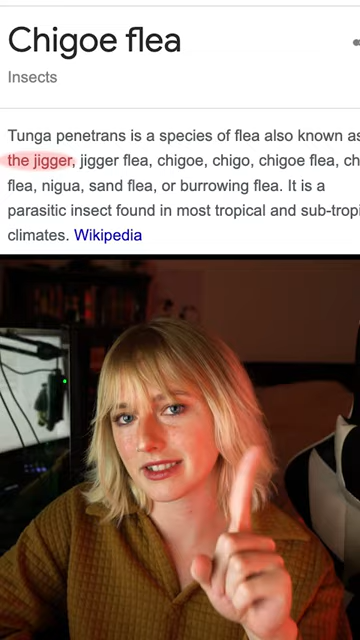 Chigoe flea
Insects
Tunga penetrans is a species of flea also known as
the jigger, jigger flea, chigoe, chigo, chigoe flea, ch
flea, nigua, sand flea, or burrowing flea. It is a
parasitic insect found in most tropical and sub-tropi
climates. Wikipedia